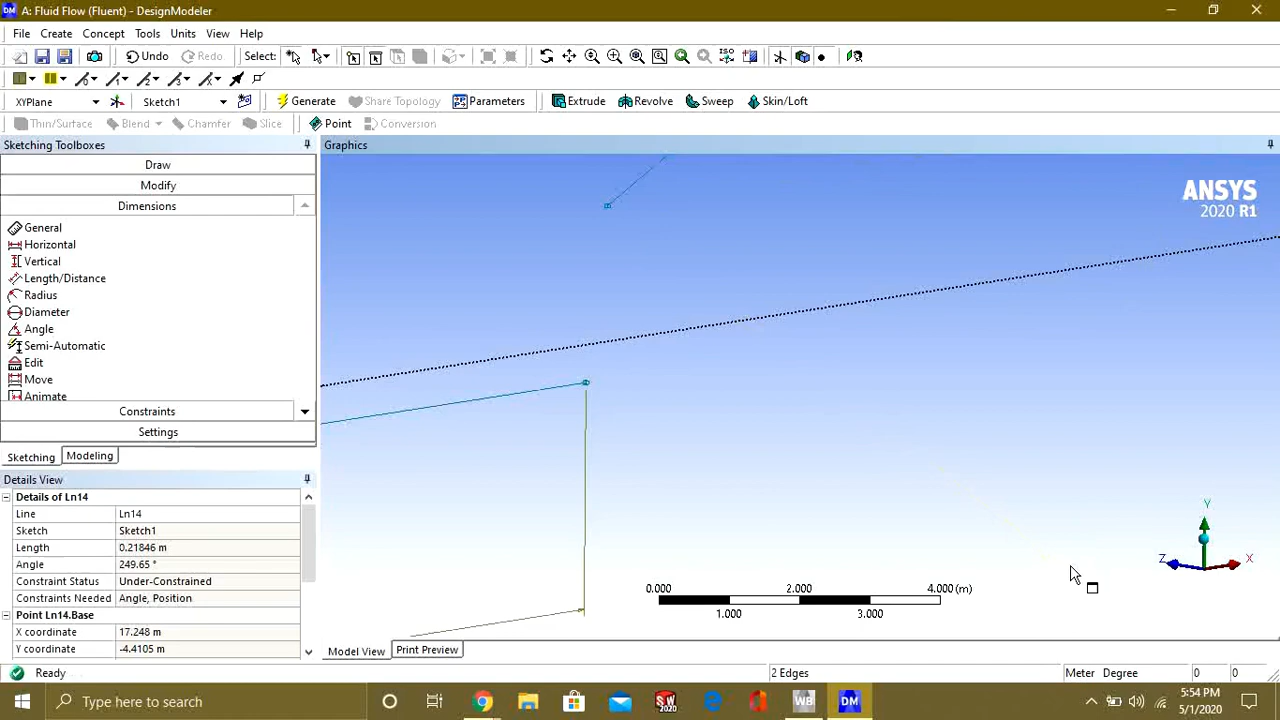 A: Fluid Flow (Fluent) - DesignModeler
File Create Concept Tools Units View Help
Undo Redo Select: ISO
XYPlane Sketch1 Generate Share Topology Parameters Extrude Revolve Sweep Skin/Loft
Thin/Surface Blend Chamfer Slice Point Conversion
Sketching Toolboxes
Draw
Modify
Dimensions
General
Horizontal
Vertical
Length/Distance
Radius
Diameter
Angle
Semi-Automatic
Edit
Move
Animate
Constraints
Settings
Sketching Modeling
Details View
Details of Ln14
Line Ln14
Sketch Sketch1
Length 0.21846 m
Angle 249.65 °
Constraint Status Under-Constrained
Constraints Needed Angle, Position
Point Ln14.Base
X coordinate 17.248 m
Y coordinate -4.4105 m
Graphics
ANSYS
2020 R1
Y
Z X
0.000 2.000 4.000 (m)
1.000 3.000
Model View Print Preview
Ready 2 Edges Meter Degree 0 0
Type here to search
SW
2020
WB
DM
5:54 PM
5/1/2020